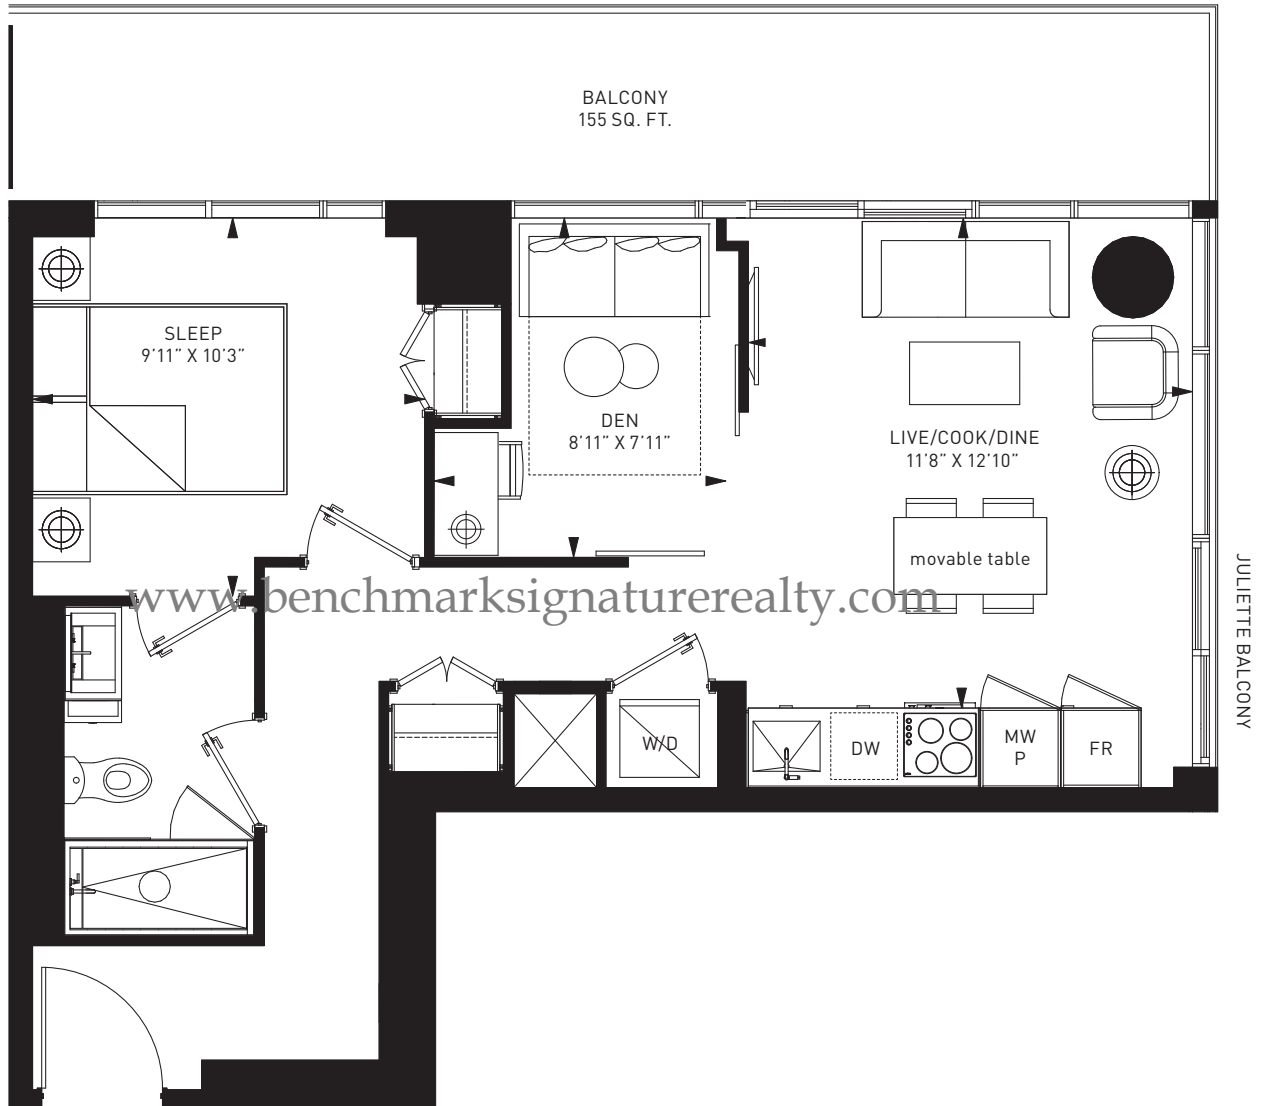 BALCONY
155 SQ. FT.
SLEEP
9’11” X 10’3”
DEN
8’11” X 7’11”
LIVE/COOK/DINE
11’8” X 12’10”
movable table
www.benchmarksignaturerealty.com
JULIETTE BALCONY
W/D
DW
MW
P
FR